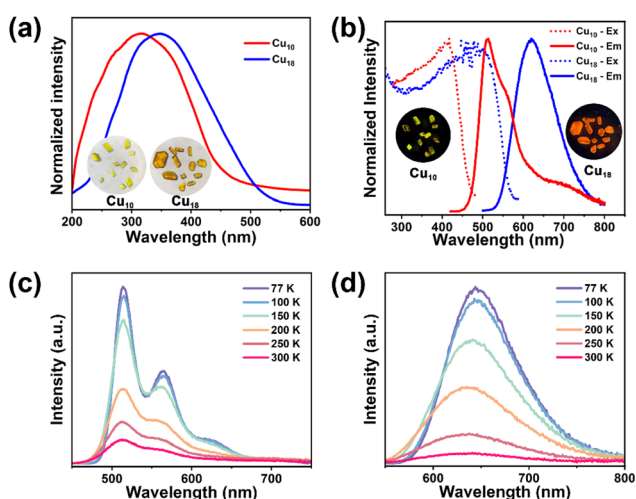 (a)
Normalized intensity
Cu10
Cu18
Cu10
Cu18
200 300 400 500 600
Wavelength (nm)
(b)
Normalized Intensity
Cu10 - Ex
Cu10 - Em
Cu18 - Ex
Cu18 - Em
Cu10
Cu18
300 400 500 600 700 800
Wavelength (nm)
(c)
Intensity (a.u.)
77 K
100 K
150 K
200 K
250 K
300 K
500 600 700
Wavelength (nm)
(d)
Intensity (a.u.)
77 K
100 K
150 K
200 K
250 K
300 K
600 700 800
Wavelength (nm)